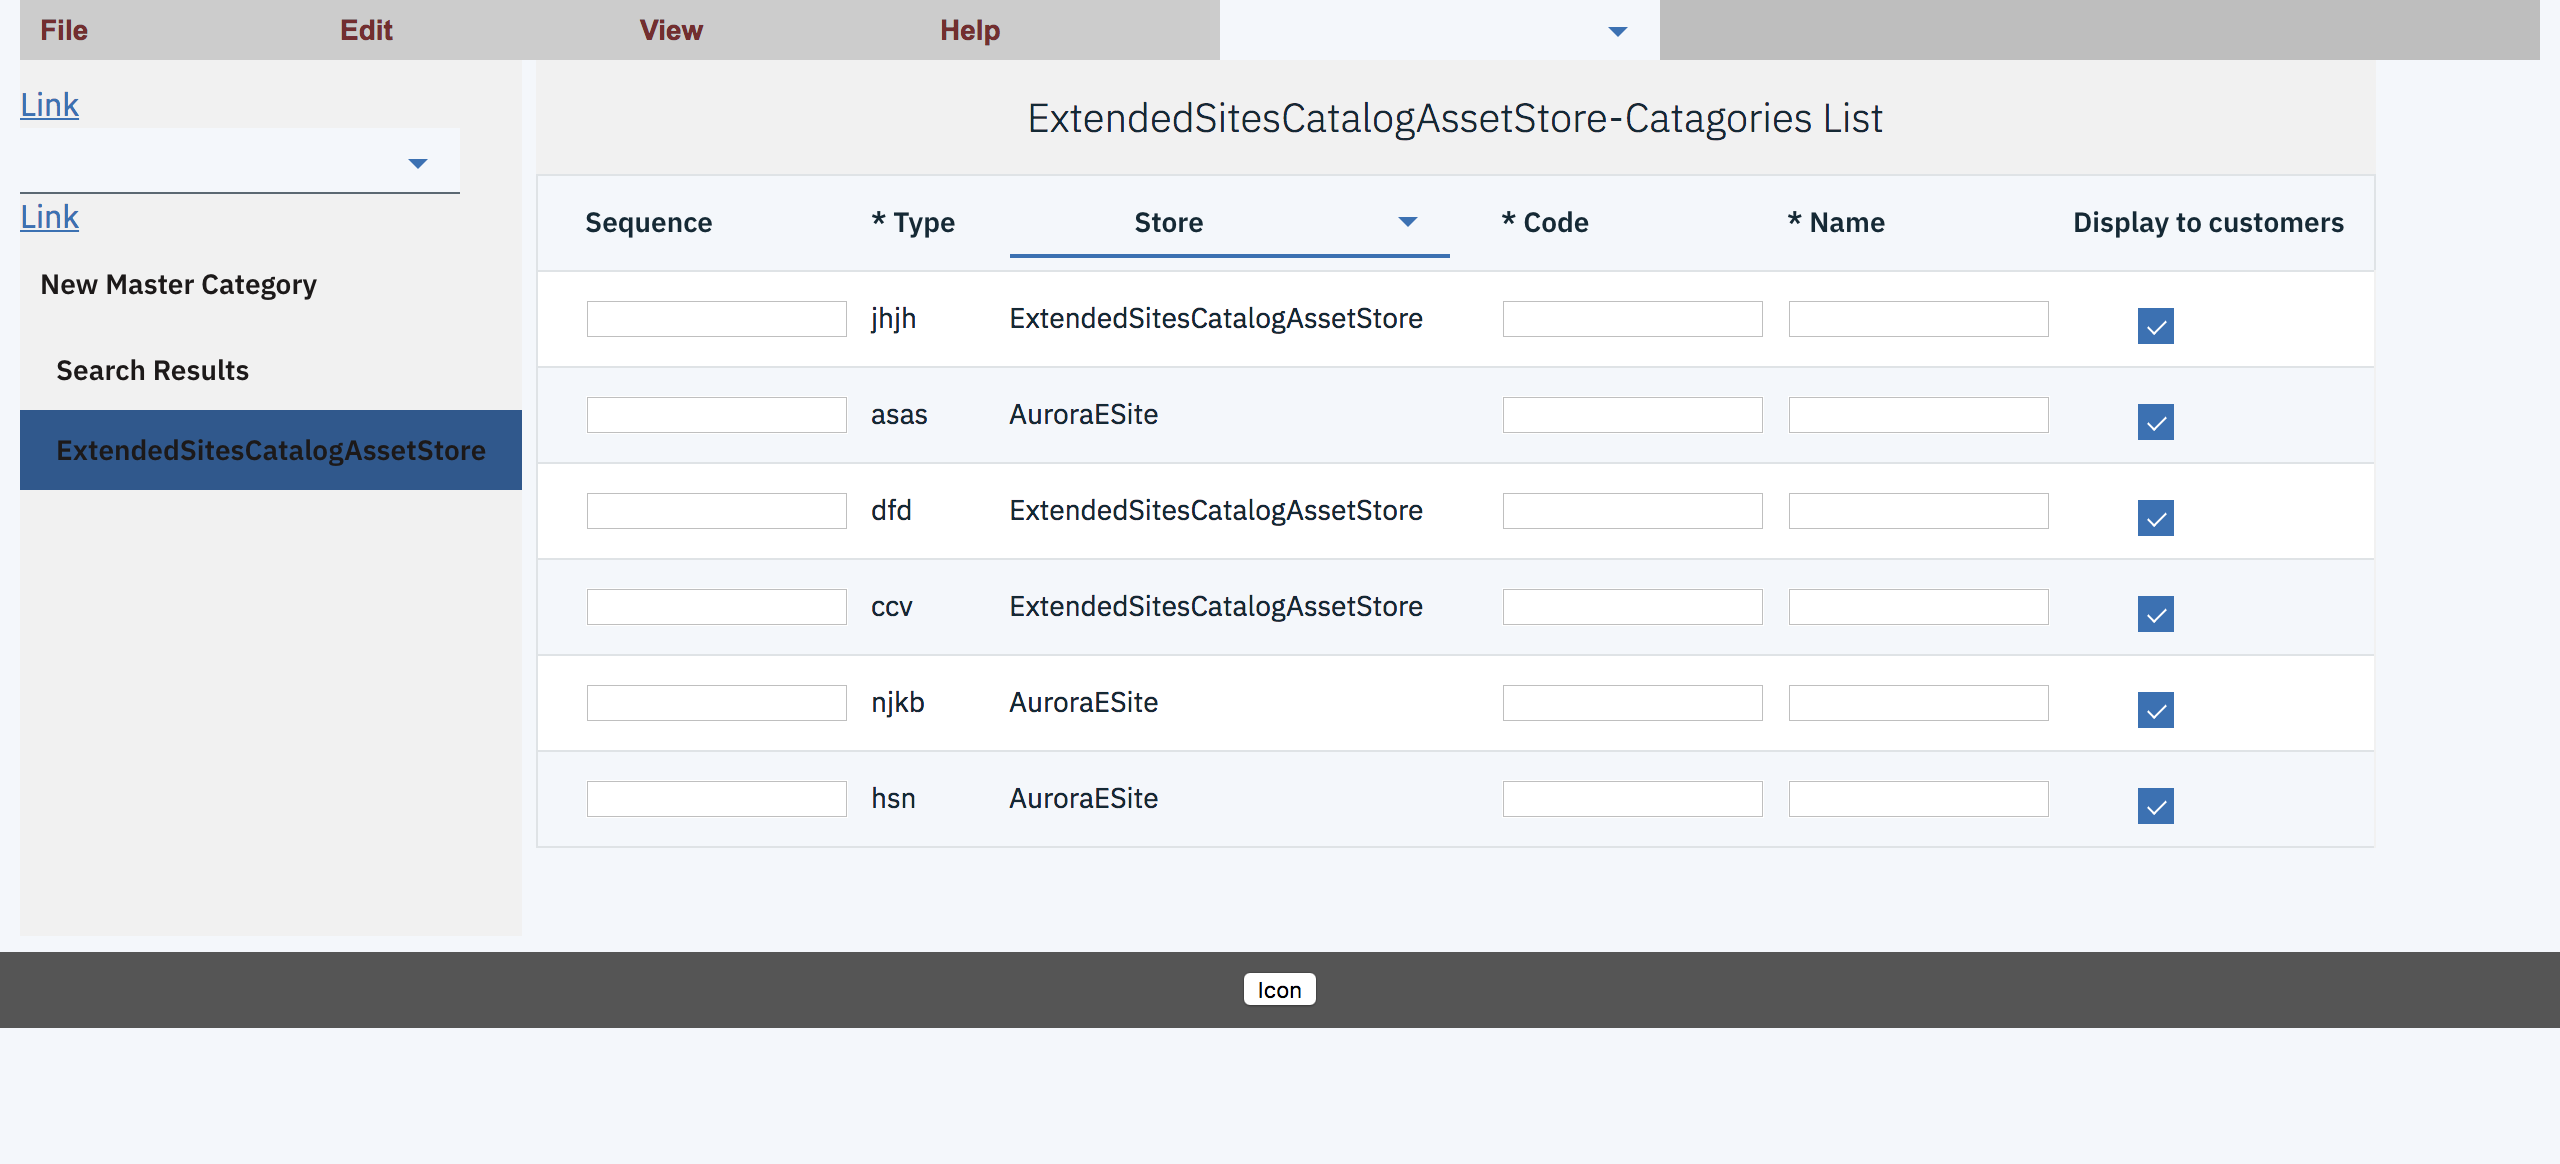 File Edit View Help
Link
Link
New Master Category
Search Results
ExtendedSitesCatalogAssetStore
ExtendedSitesCatalogAssetStore-Catagories List
Sequence * Type Store * Code * Name Display to customers
jhjh ExtendedSitesCatalogAssetStore
asas AuroraESite
dfd ExtendedSitesCatalogAssetStore
ccv ExtendedSitesCatalogAssetStore
njkb AuroraESite
hsn AuroraESite
Icon